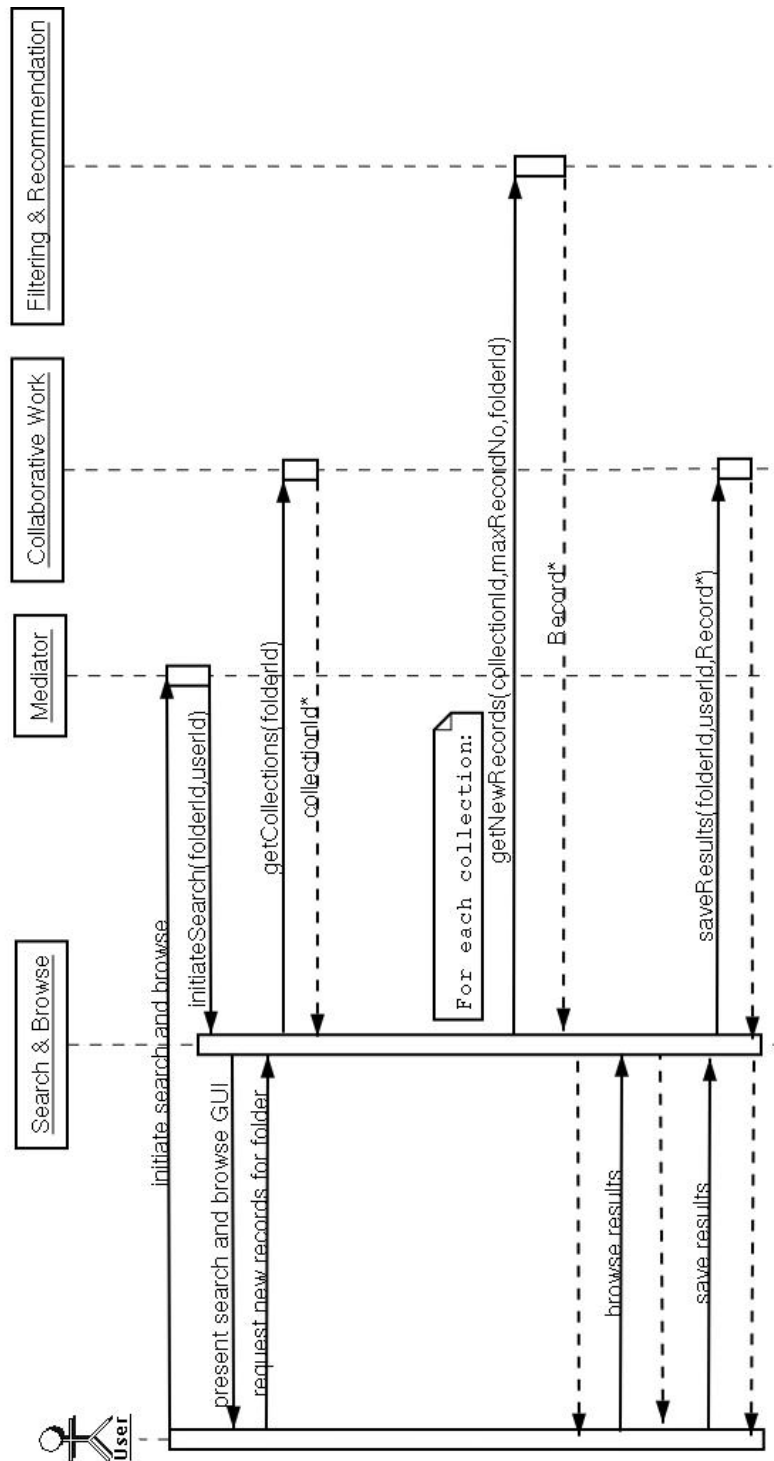 User
Search & Browse
Mediator
Collaborative Work
Filtering & Recommendation
initiate search and browse
initiateSearch(folderId,userId)
present search and browse GUI
request new records for folder
getCollections(folderId)
collectionId*
For each collection:
getNewRecords(collectionId,maxRecordNo,folderId)
Record*
browse results
save results
saveResults(folderId,userId,Record*)